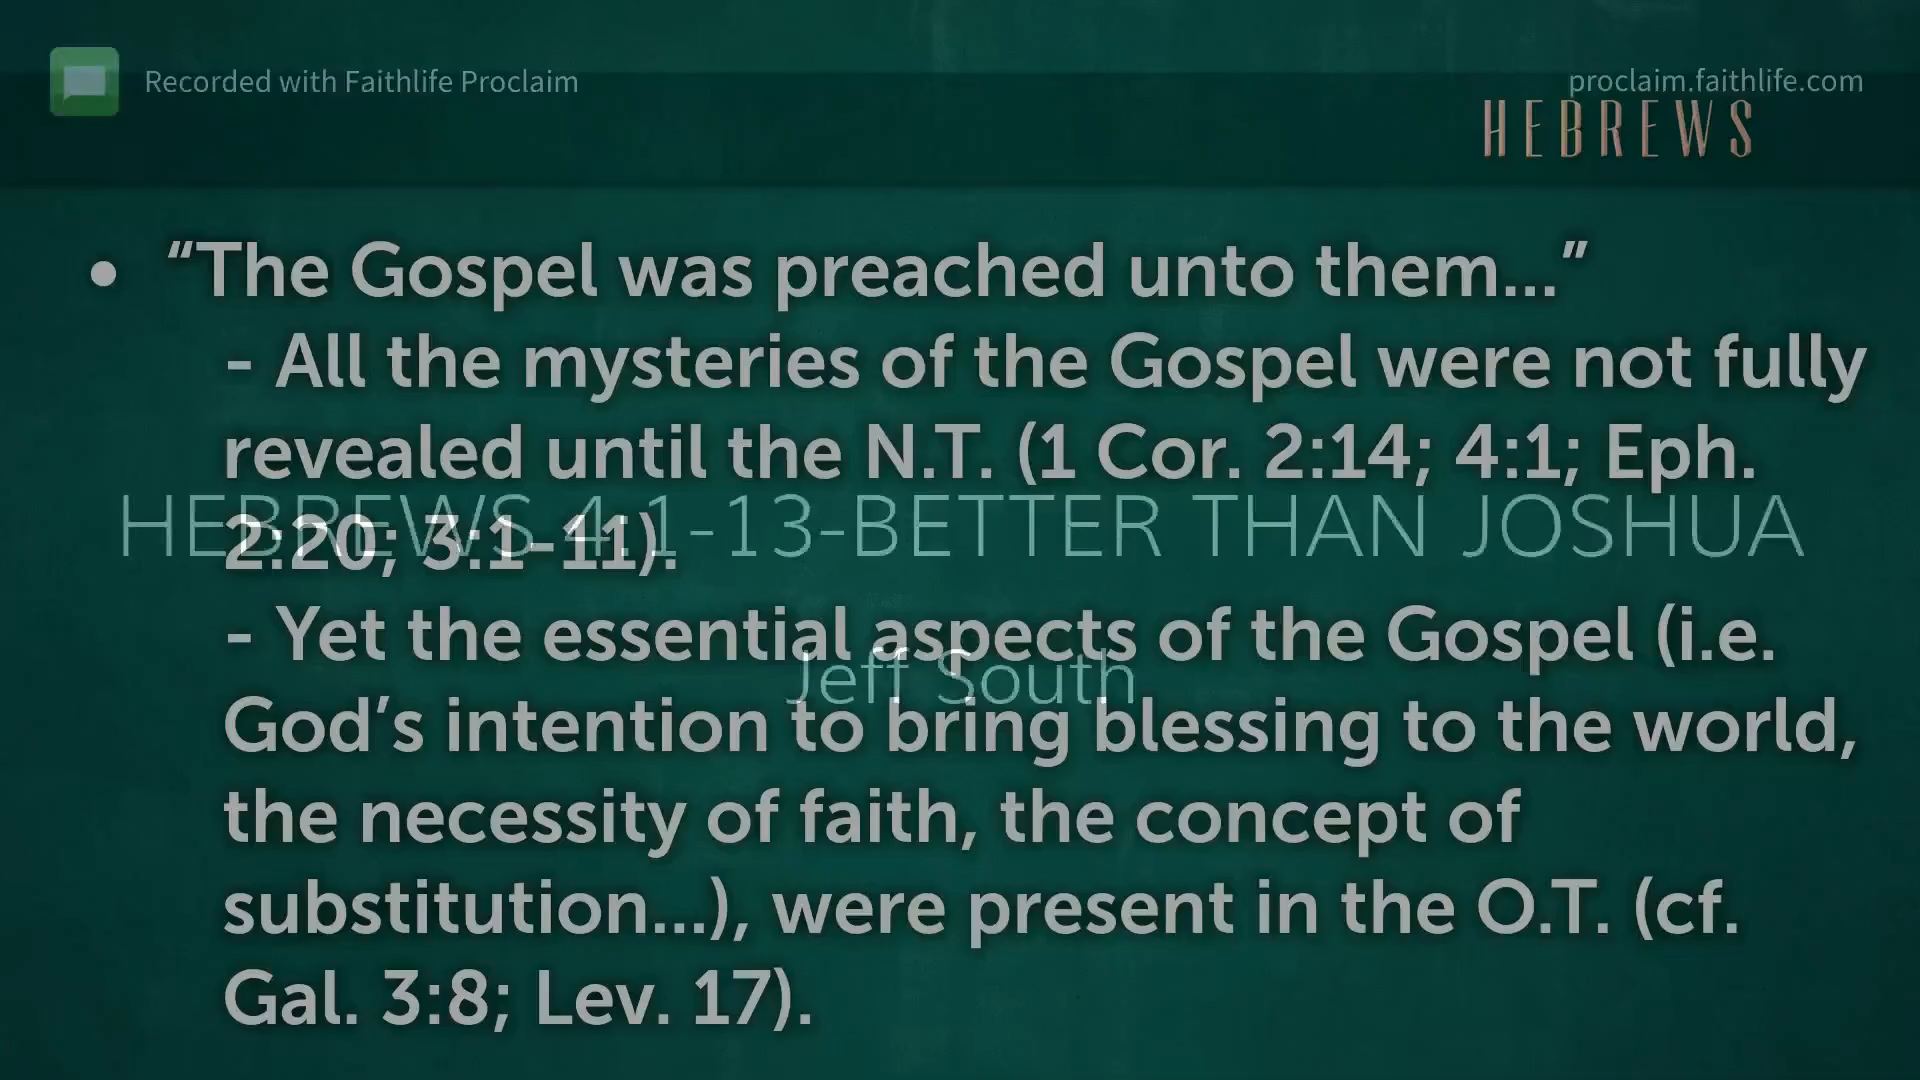 Recorded with Faithlife Proclaim
proclaim.faithlife.com
HEBREWS
• “The Gospel was preached unto them...”
- All the mysteries of the Gospel were not fully
revealed until the N.T. (1 Cor. 2:14; 4:1; Eph.
2:20; 3:1-11).
HEBREWS 4:1-13-BETTER THAN JOSHUA
- Yet the essential aspects of the Gospel (i.e.
Jeff South
God’s intention to bring blessing to the world,
the necessity of faith, the concept of
substitution...), were present in the O.T. (cf.
Gal. 3:8; Lev. 17).